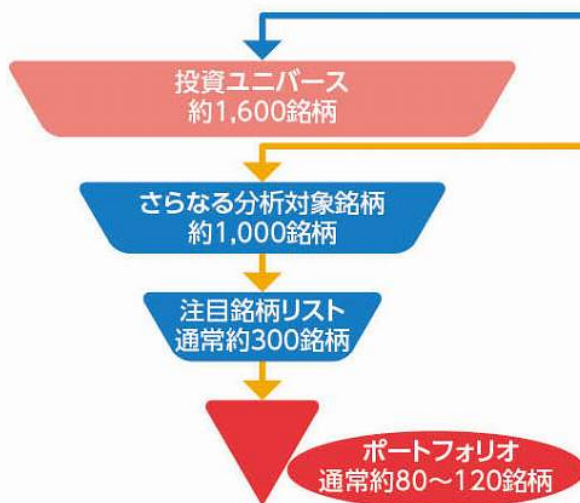 投資ユニバース
約1,600銘柄
さらなる分析対象銘柄
約1,000銘柄
注目銘柄リスト
通常約300銘柄
ポートフォリオ
通常約80～120銘柄